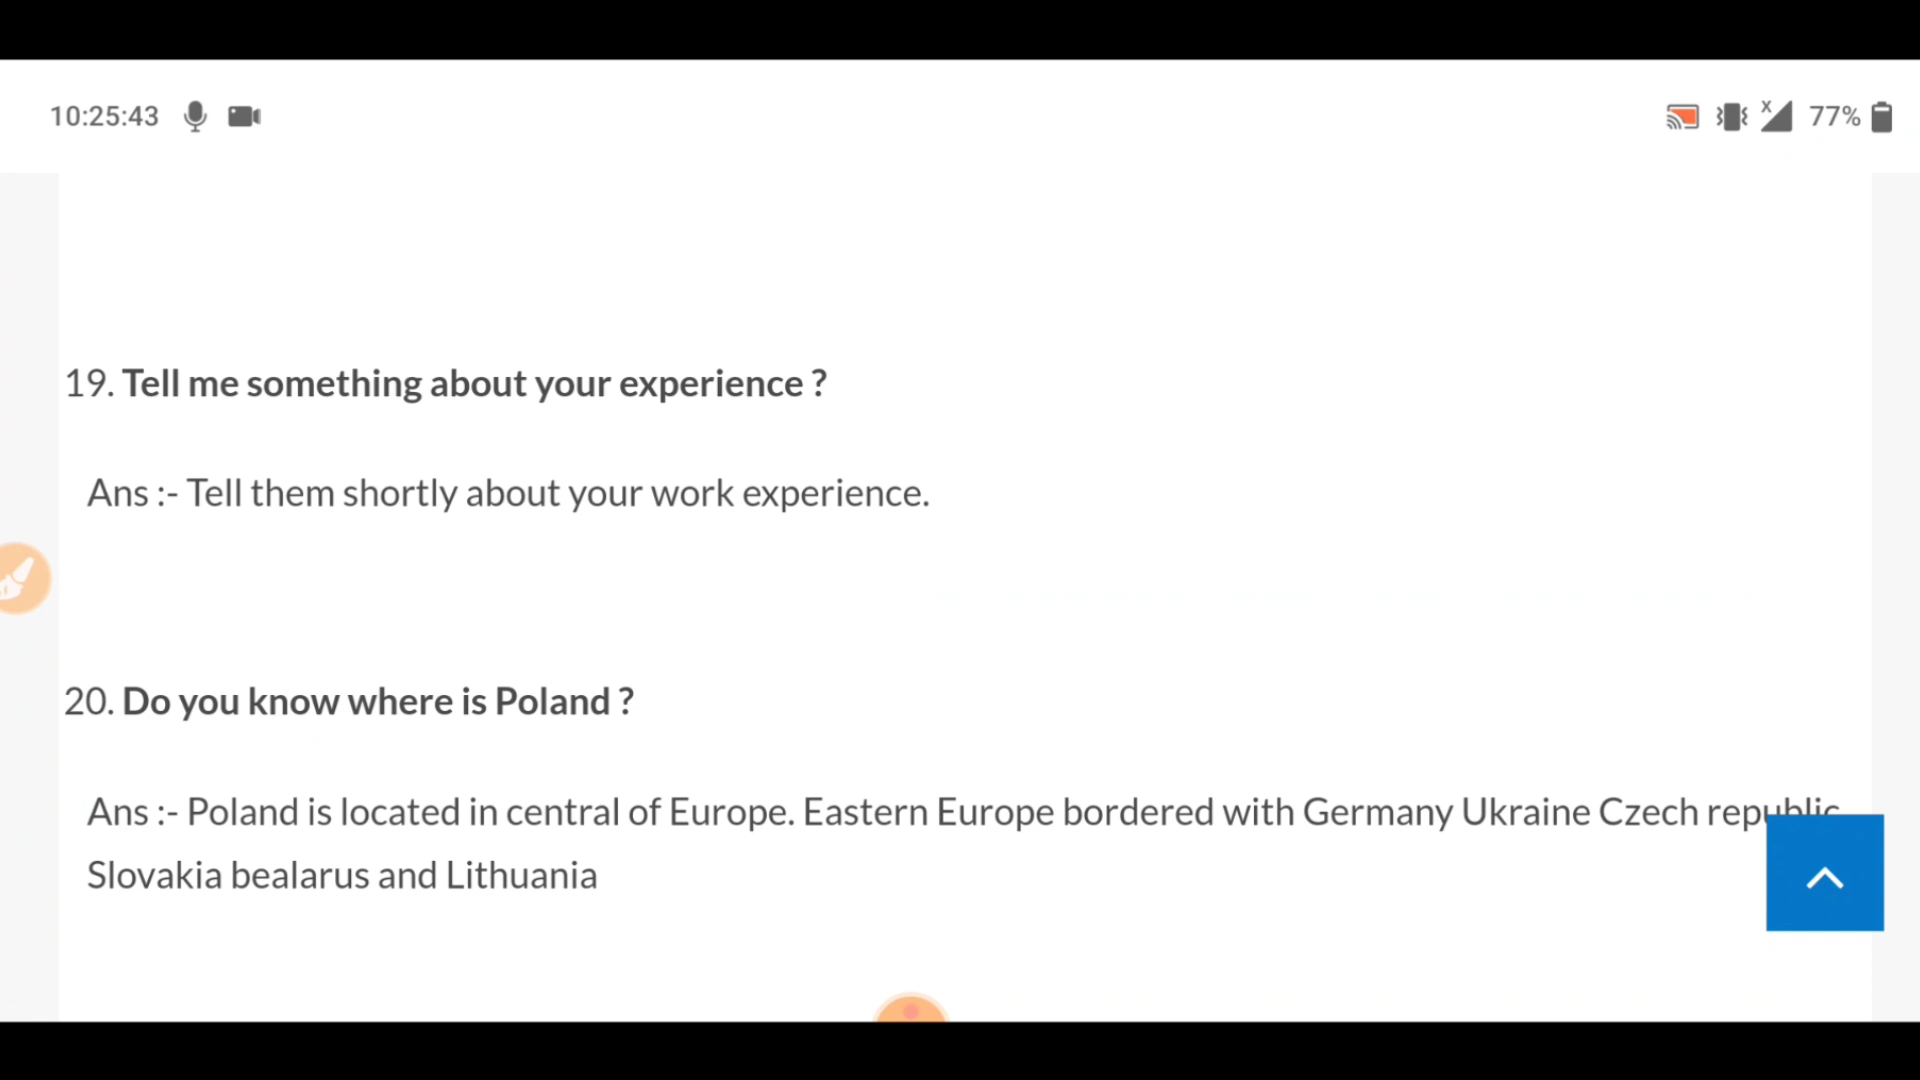 10:25:43
77%
19. Tell me something about your experience ?
Ans :- Tell them shortly about your work experience.
20. Do you know where is Poland ?
Ans :- Poland is located in central of Europe. Eastern Europe bordered with Germany Ukraine Czech republic
Slovakia bealarus and Lithuania